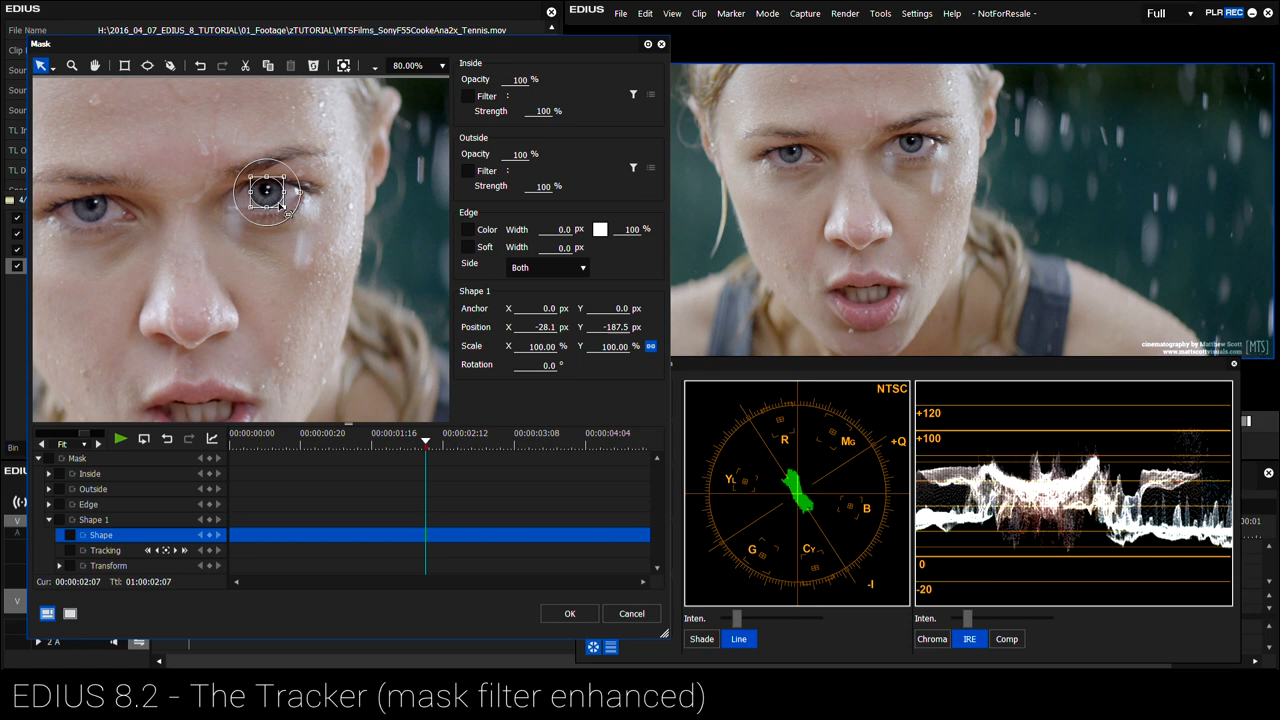 EDIUS
File Name H:\2016_04_07_EDIUS_8_TUTORIAL\01_Footage\zTUTORIAL\MTSFilms_SonyF55CookeAna2x_Tennis.mov
EDIUS File Edit View Clip Marker Mode Capture Render Tools Settings Help - NotForResale - Full PLR REC
Mask
80.00%
Inside
Opacity 100 %
Filter :
Strength 100 %
Outside
Opacity 100 %
Filter :
Strength 100 %
Edge
Color Width 0.0 px 100 %
Soft Width 0.0 px
Side Both
Shape 1
Anchor X 0.0 px Y 0.0 px
Position X -28.1 px Y -187.5 px
Scale X 100.00 % Y 100.00 %
Rotation 0.0 °
cinematography by Matthew Scott
www.mattscottvisuals.com
[MTS]
Fit
00:00:00:00 00:00:00:20 00:00:01:16 00:00:02:12 00:00:03:08 00:00:04:04
Mask
Inside
Outside
Edge
Shape 1
Shape
Tracking
Transform
Cur: 00:00:02:07 Ttl: 01:00:02:07
OK Cancel
Bin
2 A
NTSC
R MG +Q
YL B
G CY -I
+120
+100
0
-20
Inten. Inten.
Shade Line Chroma IRE Comp
EDIUS 8.2 - The Tracker (mask filter enhanced)